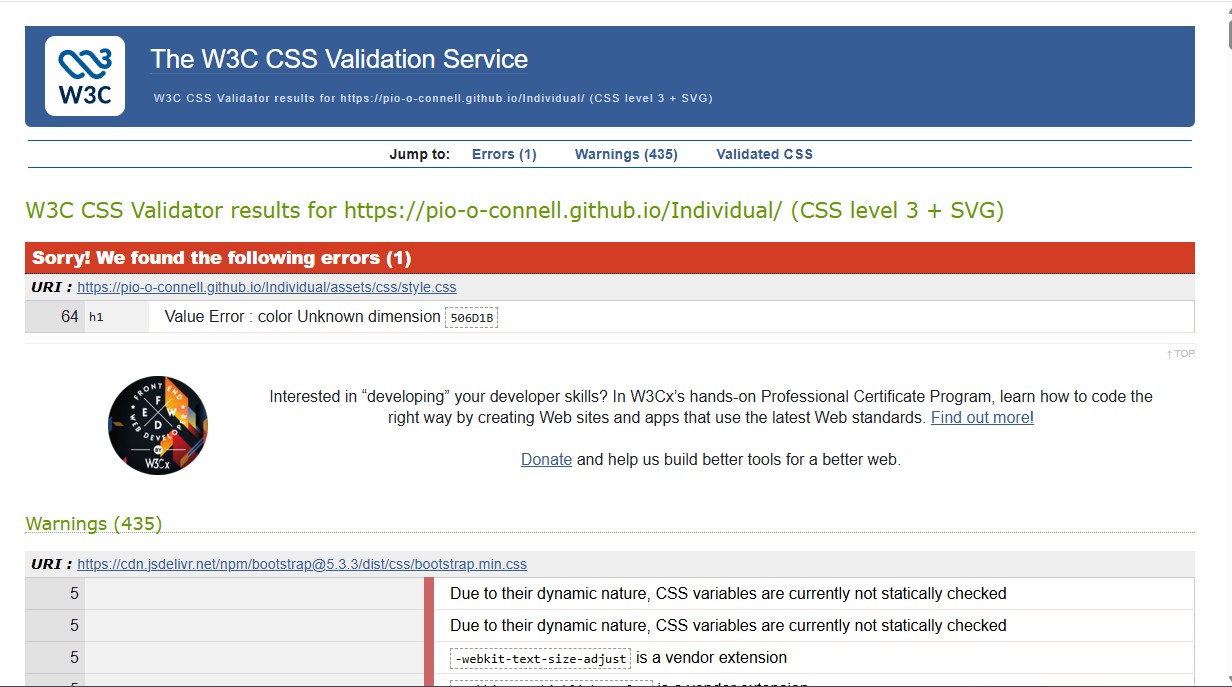 W3C
The W3C CSS Validation Service
W3C CSS Validator results for https://pio-o-connell.github.io/Individual/ (CSS level 3 + SVG)
Jump to: Errors (1) Warnings (435) Validated CSS
W3C CSS Validator results for https://pio-o-connell.github.io/Individual/ (CSS level 3 + SVG)
Sorry! We found the following errors (1)
URI : https://pio-o-connell.github.io/Individual/assets/css/style.css
64 h1 Value Error : color Unknown dimension 506D1B
↑ TOP
FRONT END
F E W D
WEB DEVELOPER
BY
W3Cx
Interested in “developing” your developer skills? In W3Cx’s hands-on Professional Certificate Program, learn how to code the
right way by creating Web sites and apps that use the latest Web standards. Find out more!
Donate and help us build better tools for a better web.
Warnings (435)
URI : https://cdn.jsdelivr.net/npm/bootstrap@5.3.3/dist/css/bootstrap.min.css
5 Due to their dynamic nature, CSS variables are currently not statically checked
5 Due to their dynamic nature, CSS variables are currently not statically checked
5 -webkit-text-size-adjust is a vendor extension